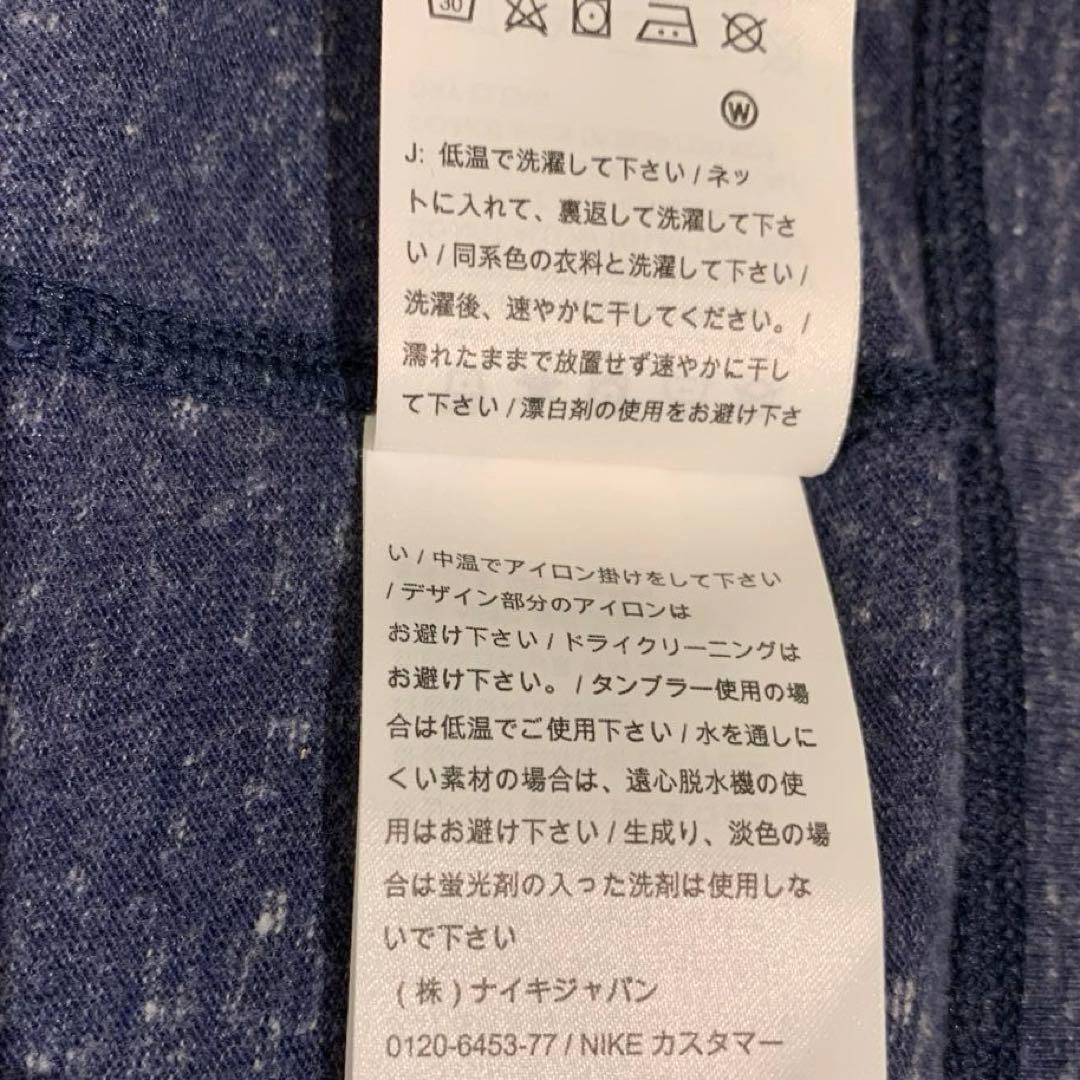 30
W
J: 低温で洗濯して下さい / ネッ
トに入れて、裏返して洗濯して下さ
い / 同系色の衣料と洗濯して下さい /
洗濯後、速やかに干してください。 /
濡れたままで放置せず速やかに干し
て下さい / 漂白剤の使用をお避け下さ
い / 中温でアイロン掛けをして下さい
/ デザイン部分のアイロンは
お避け下さい / ドライクリーニングは
お避け下さい。 / タンブラー使用の場
合は低温でご使用下さい / 水を通しに
くい素材の場合は、遠心脱水機の使
用はお避け下さい / 生成り、淡色の場
合は蛍光剤の入った洗剤は使用しな
いで下さい
(株)ナイキジャパン
0120-6453-77 / NIKE カスタマー